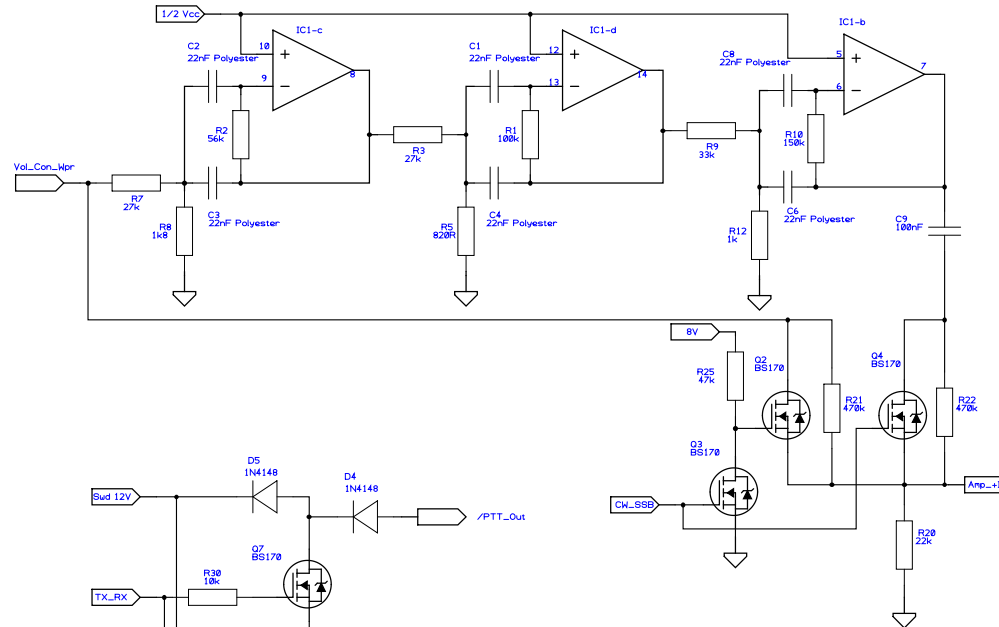 1/2 Vcc
IC1-c
IC1-d
IC1-b
C2
22nF Polyester
10
9
8
C1
22nF Polyester
12
13
14
C8
22nF Polyester
5
6
7
R2
56k
R1
100k
R10
150k
R3
27k
R9
33k
Vol_Con_Wpr
R7
27k
C3
22nF Polyester
C4
22nF Polyester
C6
22nF Polyester
R8
1k8
R5
820R
R12
1k
C9
100nF
8V
R25
47k
Q2
BS170
Q4
BS170
R21
470k
R22
470k
Q3
BS170
D5
1N4148
D4
1N4148
Swd 12V
/PTT_Out
CW_SSB
R20
22k
Q7
BS170
TX_RX
R30
10k